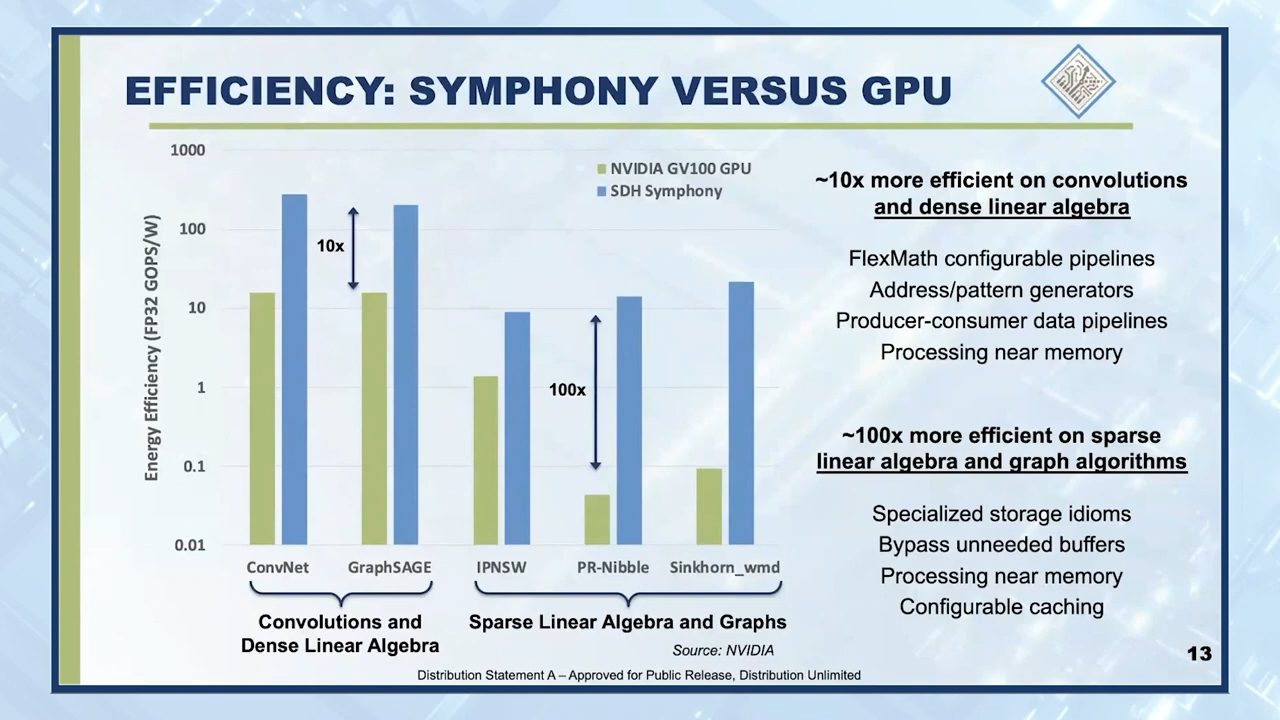 EFFICIENCY: SYMPHONY VERSUS GPU
1000
100
10
1
0.1
0.01
Energy Efficiency (FP32 GOPS/W)
NVIDIA GV100 GPU
SDH Symphony
10x
100x
ConvNet
GraphSAGE
IPNSW
PR-Nibble
Sinkhorn_wmd
Convolutions and
Dense Linear Algebra
Sparse Linear Algebra and Graphs
Source: NVIDIA
~10x more efficient on convolutions
and dense linear algebra
FlexMath configurable pipelines
Address/pattern generators
Producer-consumer data pipelines
Processing near memory
~100x more efficient on sparse
linear algebra and graph algorithms
Specialized storage idioms
Bypass unneeded buffers
Processing near memory
Configurable caching
13
Distribution Statement A – Approved for Public Release, Distribution Unlimited